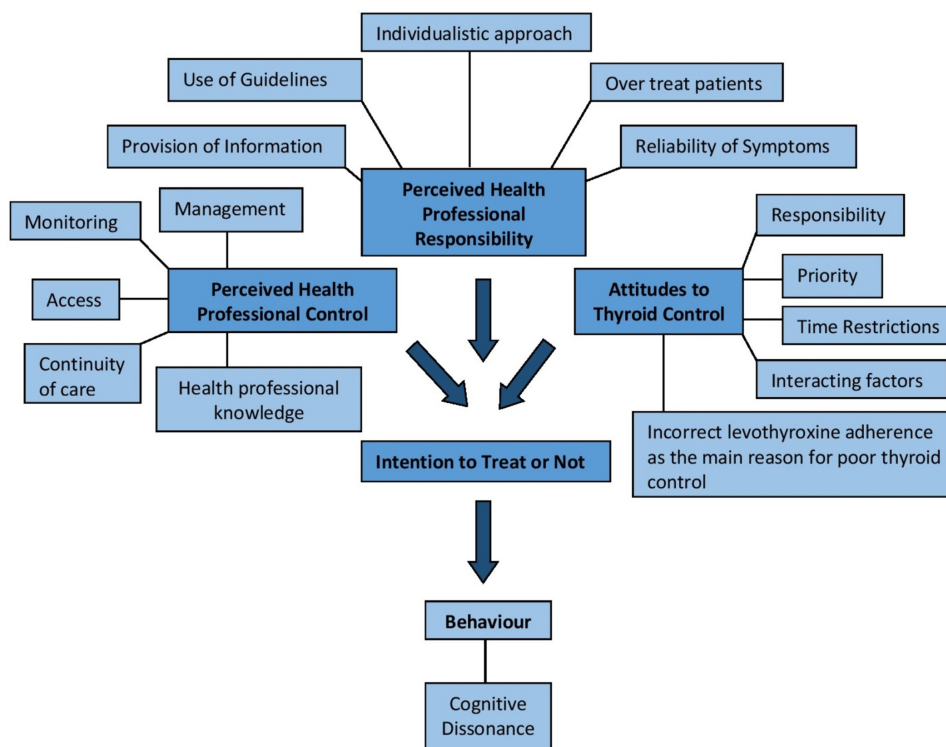 Individualistic approach
Use of Guidelines
Over treat patients
Provision of Information
Reliability of Symptoms
Perceived Health
Professional
Responsibility
Monitoring
Management
Access
Perceived Health
Professional Control
Continuity
of care
Health professional
knowledge
Responsibility
Attitudes to
Thyroid Control
Priority
Time Restrictions
Interacting factors
Incorrect levothyroxine adherence
as the main reason for poor thyroid
control
Intention to Treat or Not
Behaviour
Cognitive
Dissonance